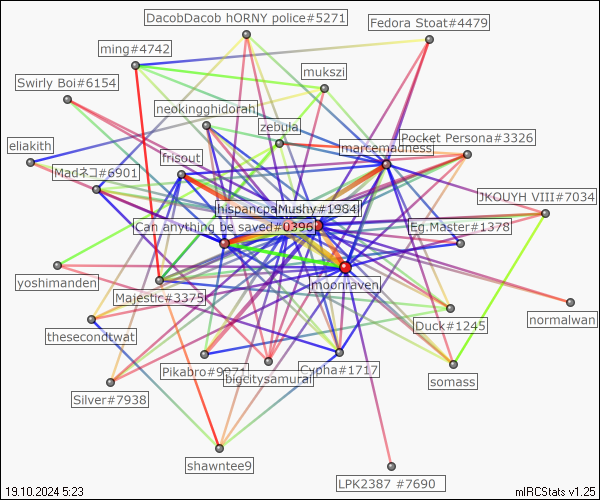 DacobDacob hORNY police#5271
Fedora Stoat#4479
ming#4742
mukszi
Swirly Boi#6154
neokingghidorah
zebula
Pocket Persona#3326
marcemadness
eliakith
frisout
Madネコ#6901
JKOUYH VIII#7034
hispancpa
Mushy#1984
Can anything be saved#0396
Eg.Master#1378
yoshimanden
moonraven
Majestic#3375
normalwan
Duck#1245
thesecondtwat
Pikabro#9971
Cypha#1717
bigcitysamurai
somass
Silver#7938
shawntee9
LPK2387 #7690
19.10.2024 5:23
mIRCStats v1.25